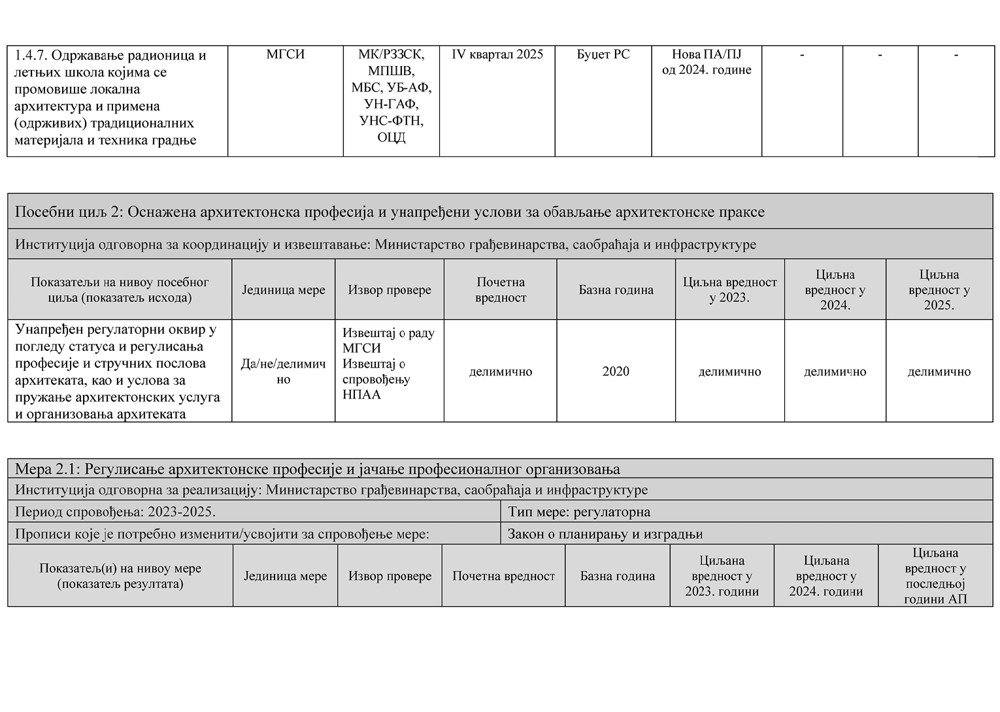 1.4.7. Одржавање радионица и
летњих школа којима се
промовише локална
архитектура и примена
(одрживих) традиционалних
материјала и техника градње
МГСИ
МК/РЗЗСК,
МПШВ,
МБС, УБ-АФ,
УН-ГАФ,
УНС-ФТН,
ОЦД
IV квартал 2025
Буџет РС
Нова ПА/ПЈ
од 2024. године
-
-
-
Посебни циљ 2: Оснажена архитектонска професија и унапређени услови за обављање архитектонске праксе
Институција одговорна за координацију и извештавање: Министарство грађевинарства, саобраћаја и инфраструктуре
Показатељи на нивоу посебног
циља (показатељ исхода)
Јединица мере
Извор провере
Почетна
вредност
Базна година
Циљна вредност
у 2023.
Циљна
вредност у
2024.
Циљна
вредност у
2025.
Унапређен регулаторни оквир у
погледу статуса и регулисања
професије и стручних послова
архитеката, као и услова за
пружање архитектонских услуга
и организовања архитеката
Да/не/делимич
но
Извештај о раду
МГСИ
Извештај о
спровођењу
НПАА
делимично
2020
делимично
делимично
делимично
Мера 2.1: Регулисање архитектонске професије и јачање професионалног организовања
Институција одговорна за реализацију: Министарство грађевинарства, саобраћаја и инфраструктуре
Период спровођења: 2023-2025.
Тип мере: регулаторна
Прописи које је потребно изменити/усвојити за спровођење мере:
Закон о планирању и изградњи
Показатељ(и) на нивоу мере
(показатељ резултата)
Јединица мере
Извор провере
Почетна вредност
Базна година
Циљана
вредност у
2023. години
Циљана
вредност у
2024. години
Циљана
вредност у
последњој
години АП